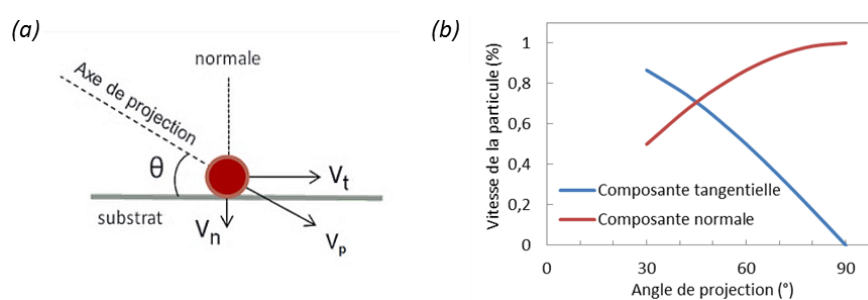 (a)
normale
Axe de projection
θ
Vt
substrat
Vn
Vp
(b)
Vitesse de la particule (%)
1
0,8
0,6
0,4
0,2
0
Composante tangentielle
Composante normale
0
30
60
90
Angle de projection (°)